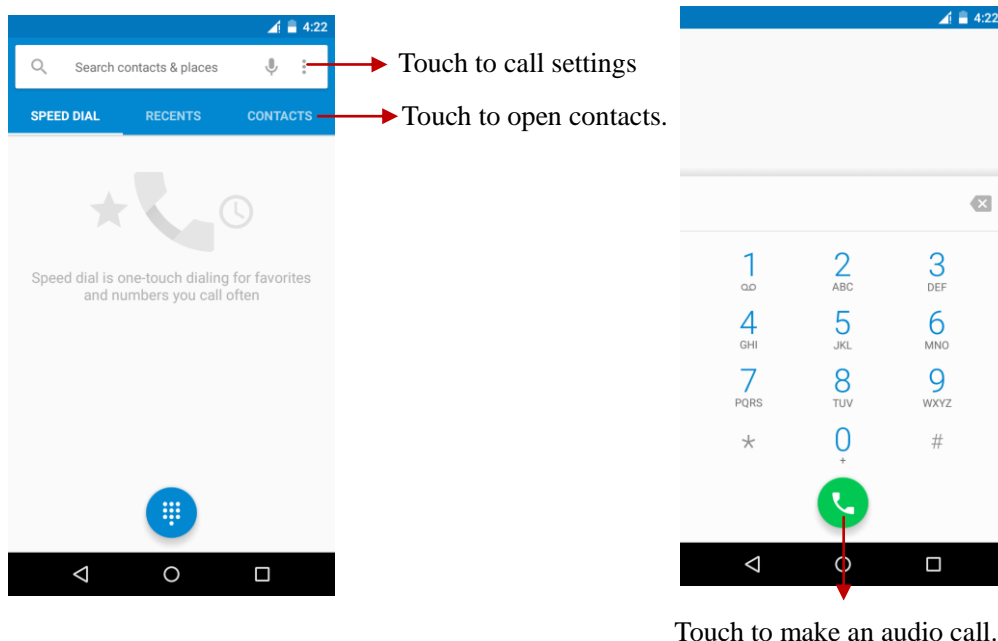 4:22
Search contacts & places
SPEED DIAL RECENTS CONTACTS
Speed dial is one-touch dialing for favorites
and numbers you call often
Touch to call settings
Touch to open contacts.
4:22
1 2 3
ABC DEF
4 5 6
GHI JKL MNO
7 8 9
PQRS TUV WXYZ
* 0 #
+
Touch to make an audio call.